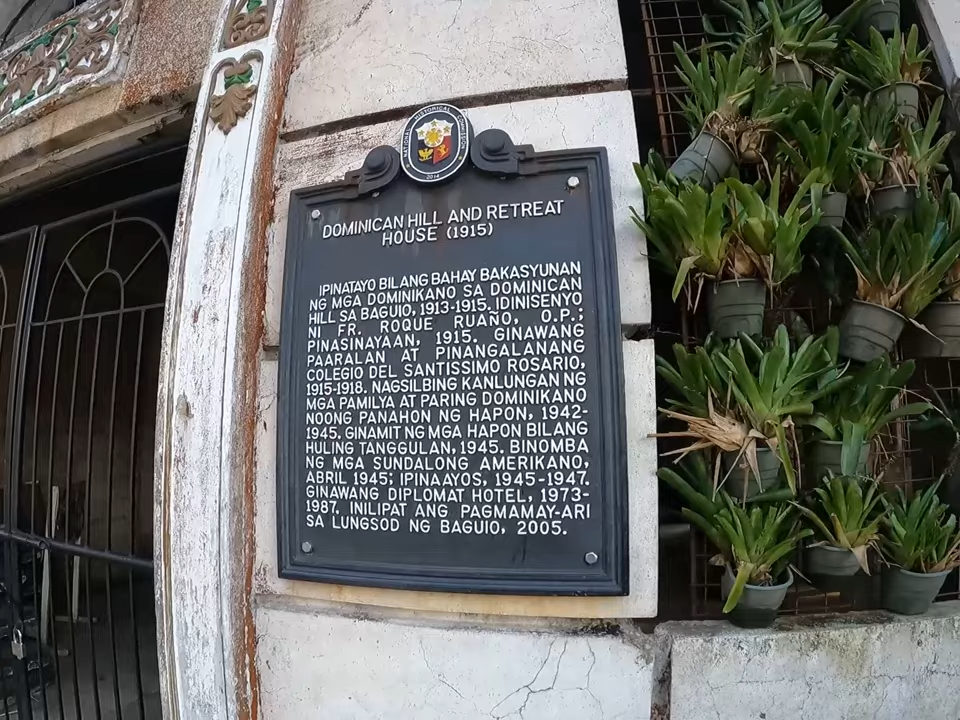 NATIONAL HISTORICAL COMMISSION
2014
DOMINICAN HILL AND RETREAT
HOUSE (1915)
IPINATAYO BILANG BAHAY BAKASYUNAN
NG MGA DOMINIKANO SA DOMINICAN
HILL SA BAGUIO, 1913-1915. IDINISENYO
NI FR. ROQUE RUAÑO, O.P.;
PINASINAYAAN, 1915. GINAWANG
PAARALAN AT PINANGALANANG
COLEGIO DEL SANTISSIMO ROSARIO,
1915-1918. NAGSILBING KANLUNGAN NG
MGA PAMILYA AT PARING DOMINIKANO
NOONG PANAHON NG HAPON, 1942-
1945. GINAMIT NG MGA HAPON BILANG
HULING TANGGULAN, 1945. BINOMBA
NG MGA SUNDALONG AMERIKANO,
ABRIL 1945; IPINAAYOS, 1945-1947.
GINAWANG DIPLOMAT HOTEL, 1973-
1987. INILIPAT ANG PAGMAMAY-ARI
SA LUNGSOD NG BAGUIO, 2005.